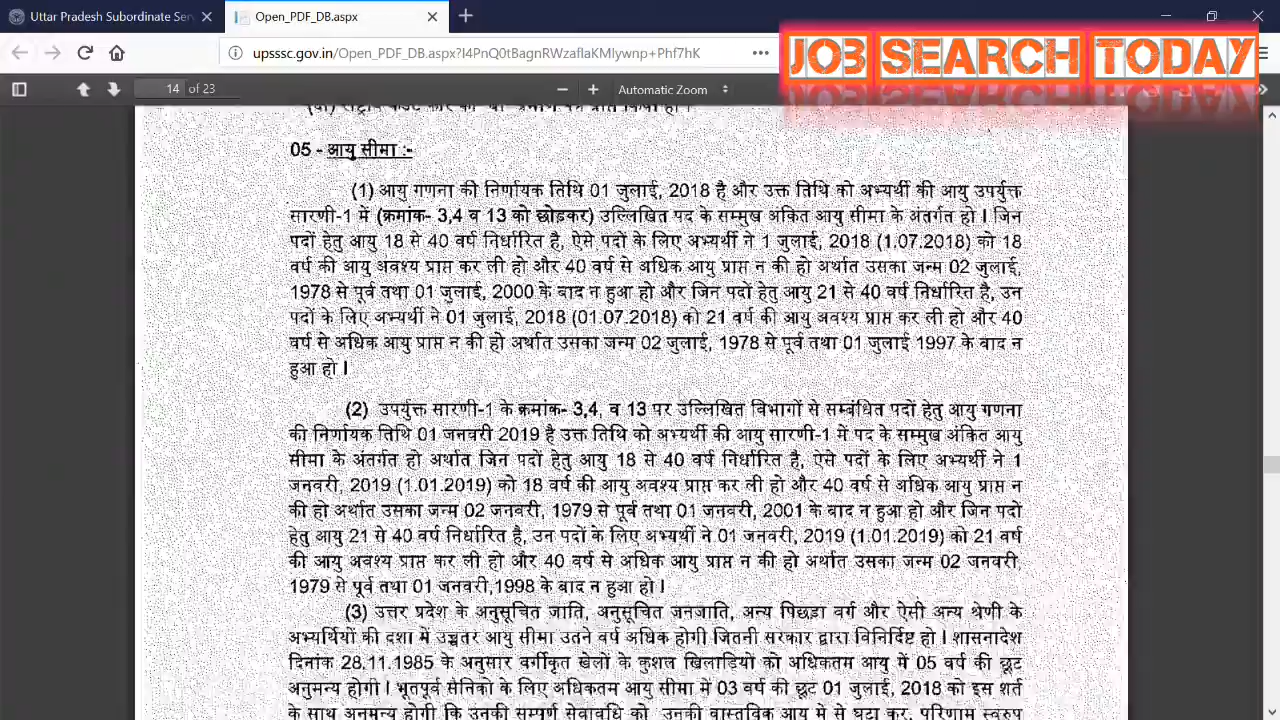 Uttar Pradesh Subordinate Ser
Open_PDF_DB.aspx
upsssc.gov.in/Open_PDF_DB.aspx?I4PnQ0tBagnRWzaflaKMlywnp+Phf7hK
JOB SEARCH TODAY
14 of 23
Automatic Zoom
05 - आयु सीमा :-
(1) आयु गणना की निर्णायक तिथि 01 जुलाई, 2018 है और उक्त तिथि को अभ्यर्थी की आयु उपर्युक्त
सारणी-1 में (क्रमांक- 3,4 व 13 को छोड़कर) उल्लिखित पद के सम्मुख अंकित आयु सीमा के अंतर्गत हो । जिन
पदों हेतु आयु 18 से 40 वर्ष निर्धारित है, ऐसे पदों के लिए अभ्यर्थी ने 1 जुलाई, 2018 (1.07.2018) को 18
वर्ष की आयु अवश्य प्राप्त कर ली हो और 40 वर्ष से अधिक आयु प्राप्त न की हो अर्थात उसका जन्म 02 जुलाई,
1978 से पूर्व तथा 01 जुलाई, 2000 के बाद न हुआ हो और जिन पदों हेतु आयु 21 से 40 वर्ष निर्धारित है, उन
पदों के लिए अभ्यर्थी ने 01 जुलाई, 2018 (01.07.2018) को 21 वर्ष की आयु अवश्य प्राप्त कर ली हो और 40
वर्ष से अधिक आयु प्राप्त न की हो अर्थात उसका जन्म 02 जुलाई, 1978 से पूर्व तथा 01 जुलाई 1997 के बाद न
हुआ हो ।
(2) उपर्युक्त सारणी-1 के क्रमांक- 3,4, व 13 पर उल्लिखित विभागों से सम्बंधित पदों हेतु आयु गणना
की निर्णायक तिथि 01 जनवरी 2019 है उक्त तिथि को अभ्यर्थी की आयु सारणी-1 में पद के सम्मुख अंकित आयु
सीमा के अंतर्गत हो अर्थात जिन पदों हेतु आयु 18 से 40 वर्ष निर्धारित है, ऐसे पदों के लिए अभ्यर्थी ने 1
जनवरी, 2019 (1.01.2019) को 18 वर्ष की आयु अवश्य प्राप्त कर ली हो और 40 वर्ष से अधिक आयु प्राप्त न
की हो अर्थात उसका जन्म 02 जनवरी, 1979 से पूर्व तथा 01 जनवरी, 2001 के बाद न हुआ हो और जिन पदों
हेतु आयु 21 से 40 वर्ष निर्धारित है, उन पदों के लिए अभ्यर्थी ने 01 जनवरी, 2019 (1.01.2019) को 21 वर्ष
की आयु अवश्य प्राप्त कर ली हो और 40 वर्ष से अधिक आयु प्राप्त न की हो अर्थात उसका जन्म 02 जनवरी,
1979 से पूर्व तथा 01 जनवरी,1998 के बाद न हुआ हो ।
(3) उत्तर प्रदेश के अनुसूचित जाति, अनुसूचित जनजाति, अन्य पिछड़ा वर्ग और ऐसी अन्य श्रेणी के
अभ्यर्थियों की दशा में उच्चतर आयु सीमा उतने वर्ष अधिक होगी जितनी सरकार द्वारा विनिर्दिष्ट हो । शासनादेश
दिनांक 28.11.1985 के अनुसार वर्गीकृत खेलों के कुशल खिलाड़ियों को अधिकतम आयु में 05 वर्ष की छूट
अनुमन्य होगी । भूतपूर्व सैनिकों के लिए अधिकतम आयु सीमा में 03 वर्ष की छूट 01 जुलाई, 2018 को इस शर्त
के साथ अनुमन्य होगी कि उनकी सम्पूर्ण सेवावधि को उनकी वास्तविक आयु में से घटा कर, परिणाम स्वरुप